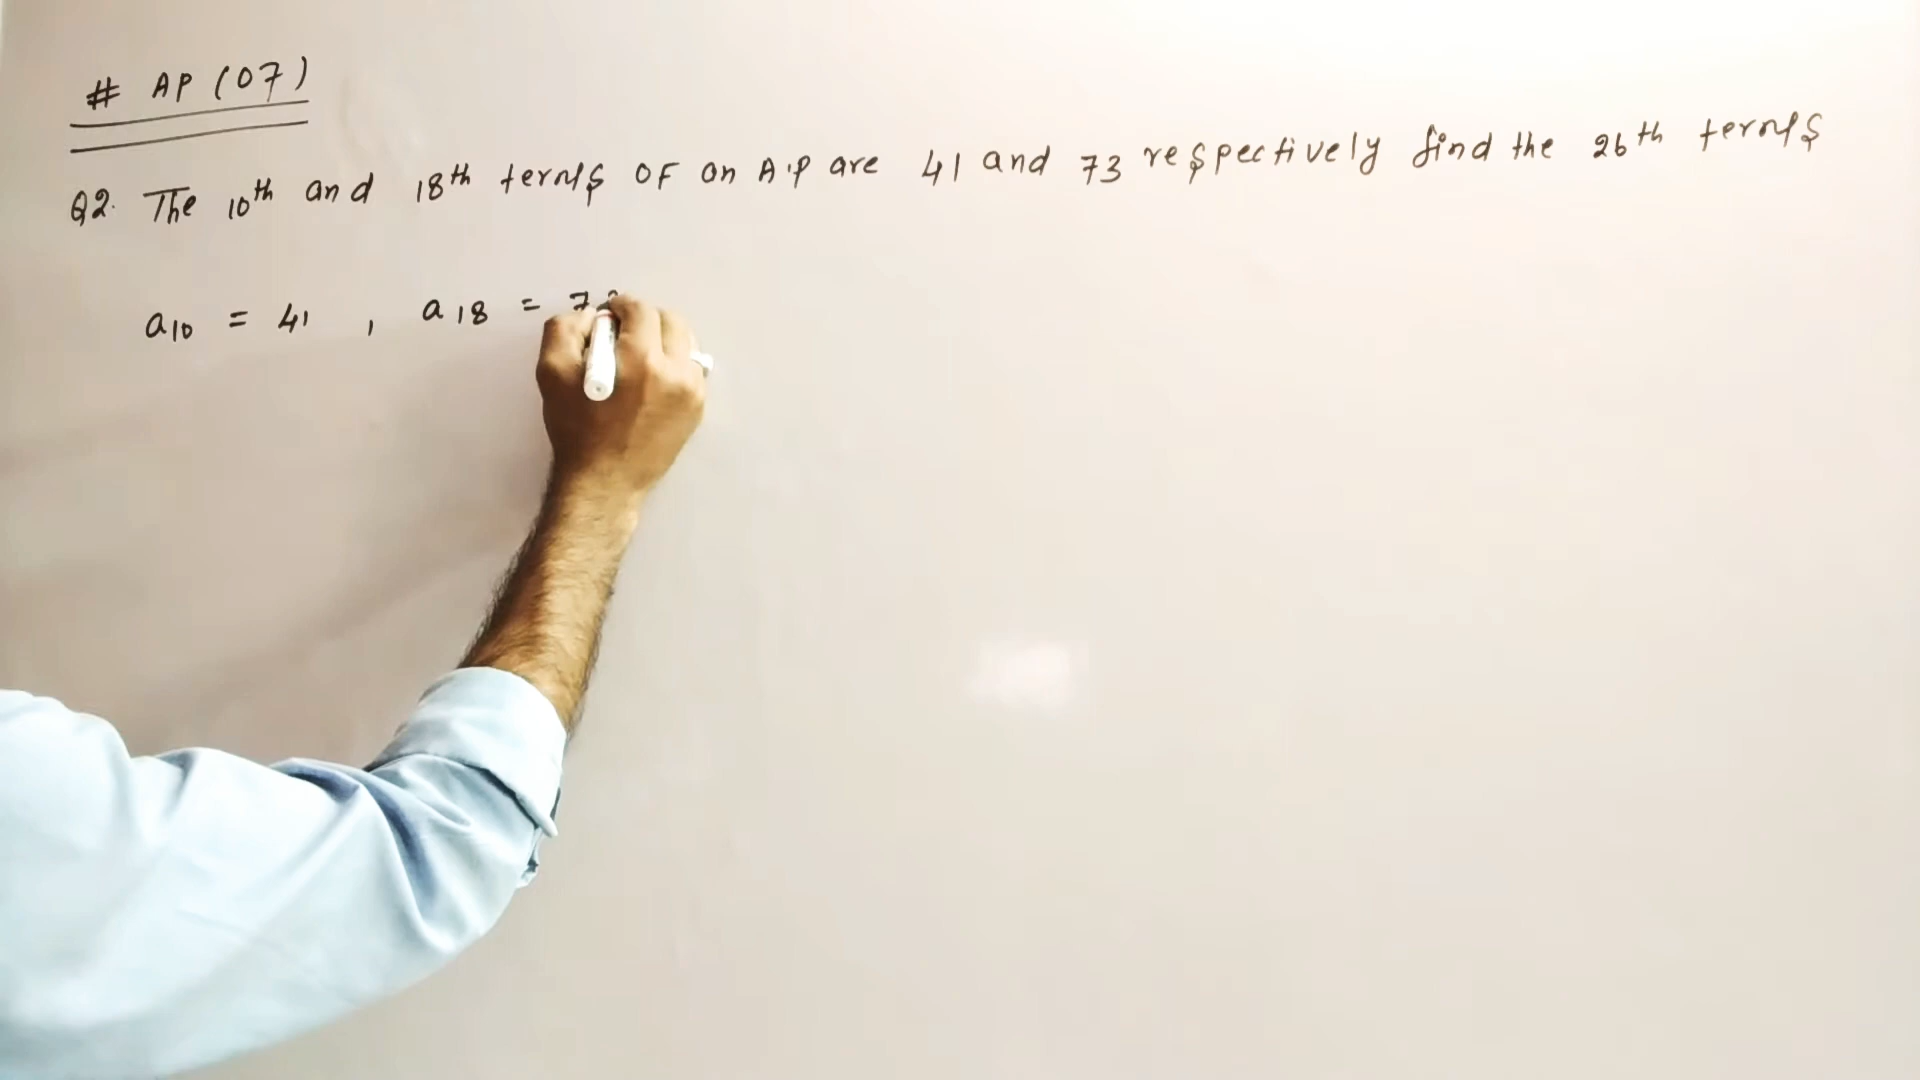 # AP (07)
Q2. The 10th and 18th terms OF an A.P are 41 and 73 respectively find the 26th terms
a10 = 41 , a18 = 7